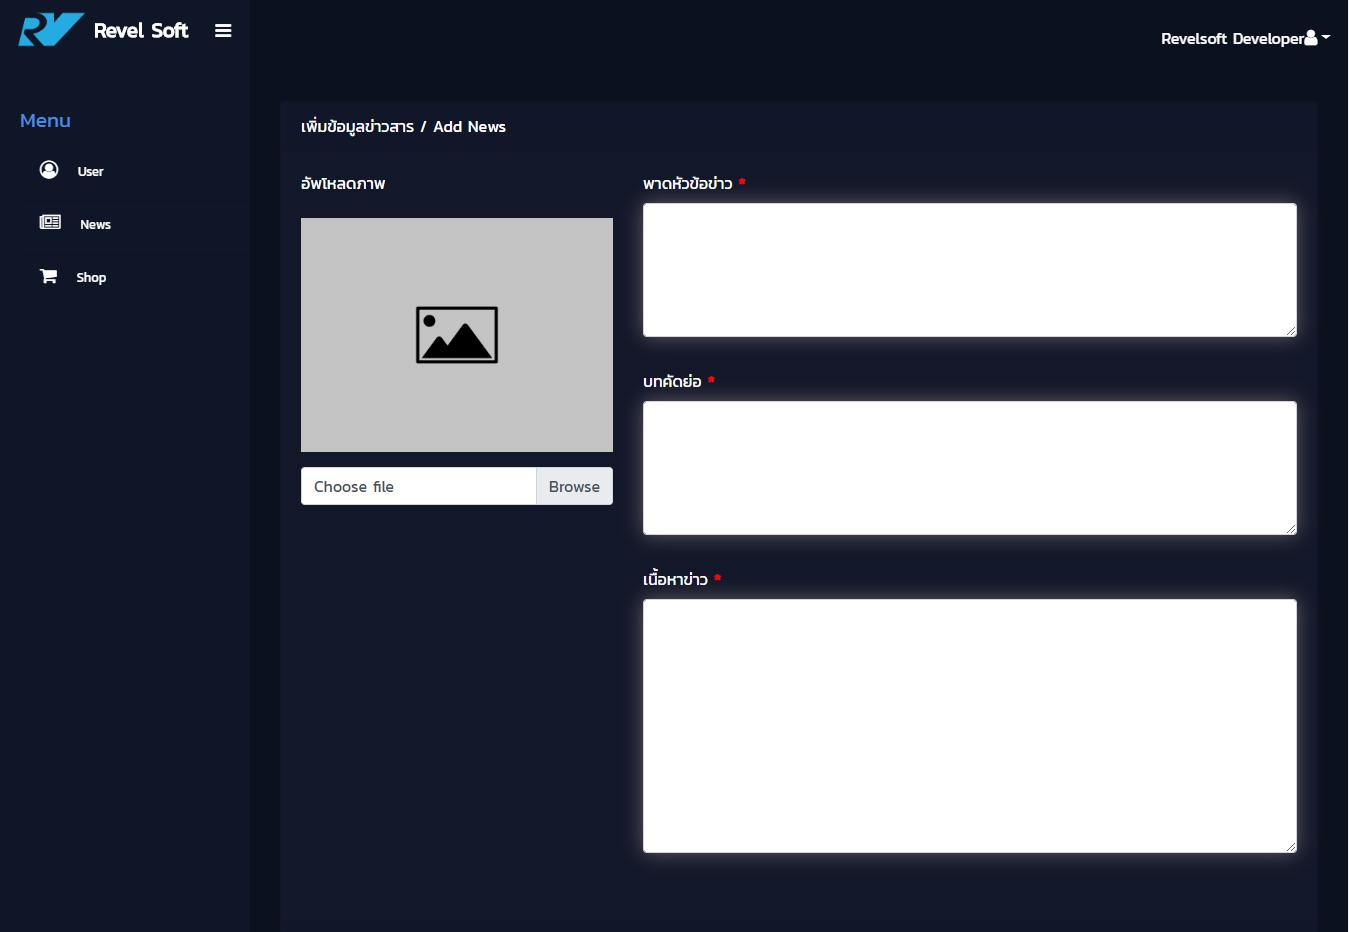 Revel Soft
Revelsoft Developer
Menu
User
News
Shop
เพิ่มข้อมูลข่าวสาร / Add News
อัพโหลดภาพ
Choose file
Browse
พาดหัวข้อข่าว *
บทคัดย่อ *
เนื้อหาข่าว *